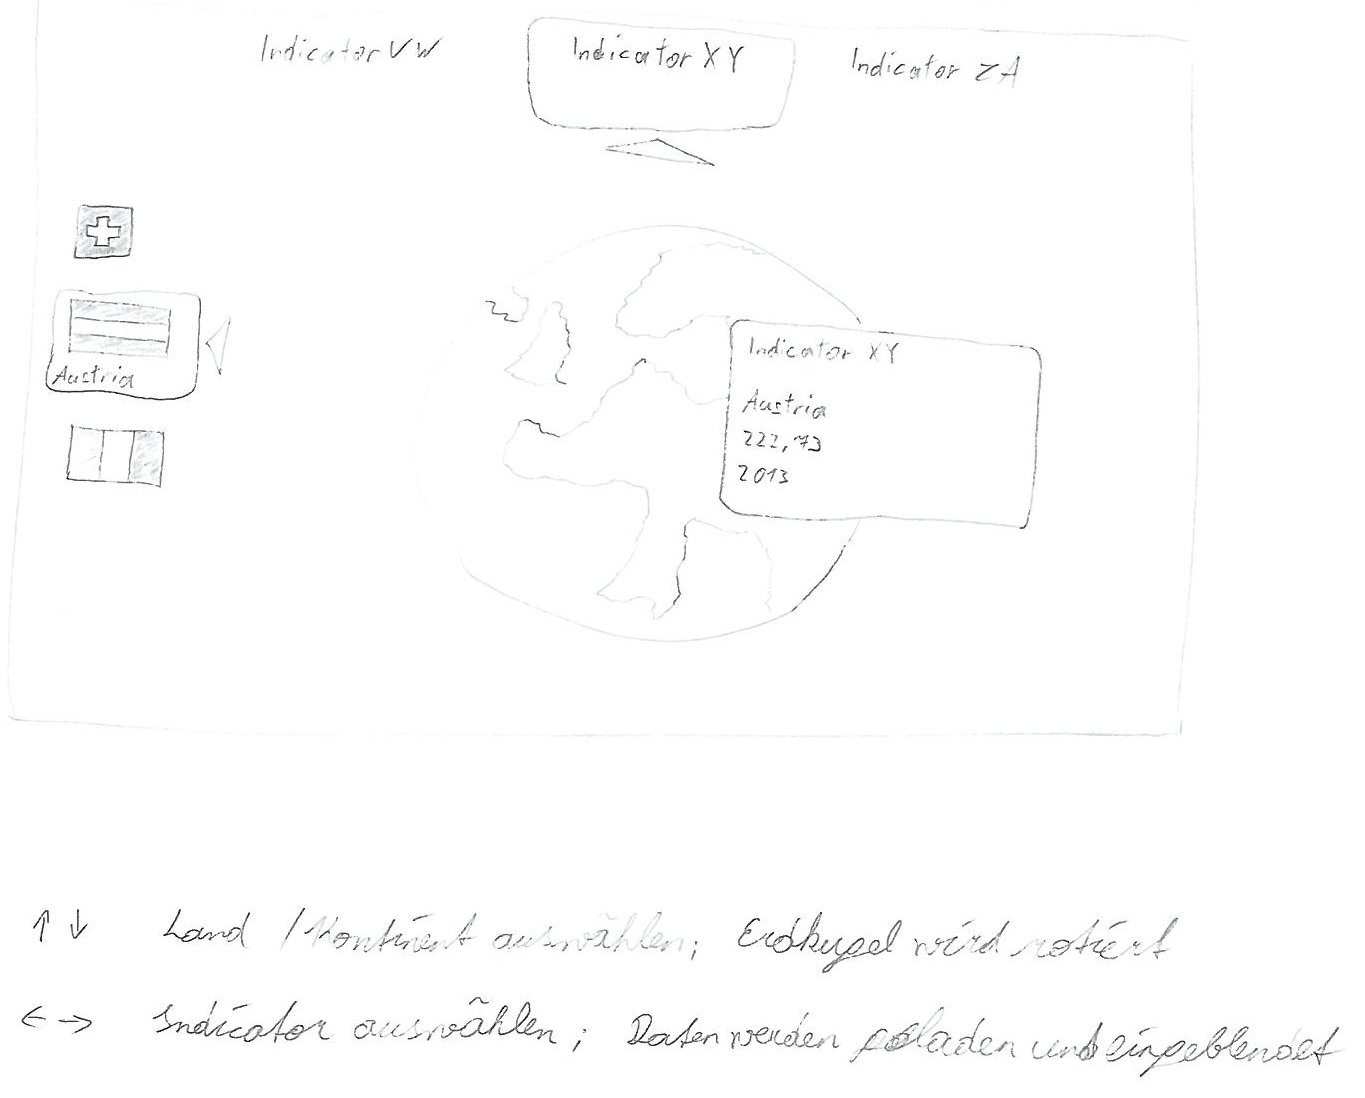 Indicator VW
Indicator XY
Indicator ZA
Austria
Indicator XY
Austria
222,73
2013
↑ ↓ Land / Kontinent auswählen; Erdkugel wird rotiert
← → Indicator auswählen; Daten werden geladen und eingeblendet